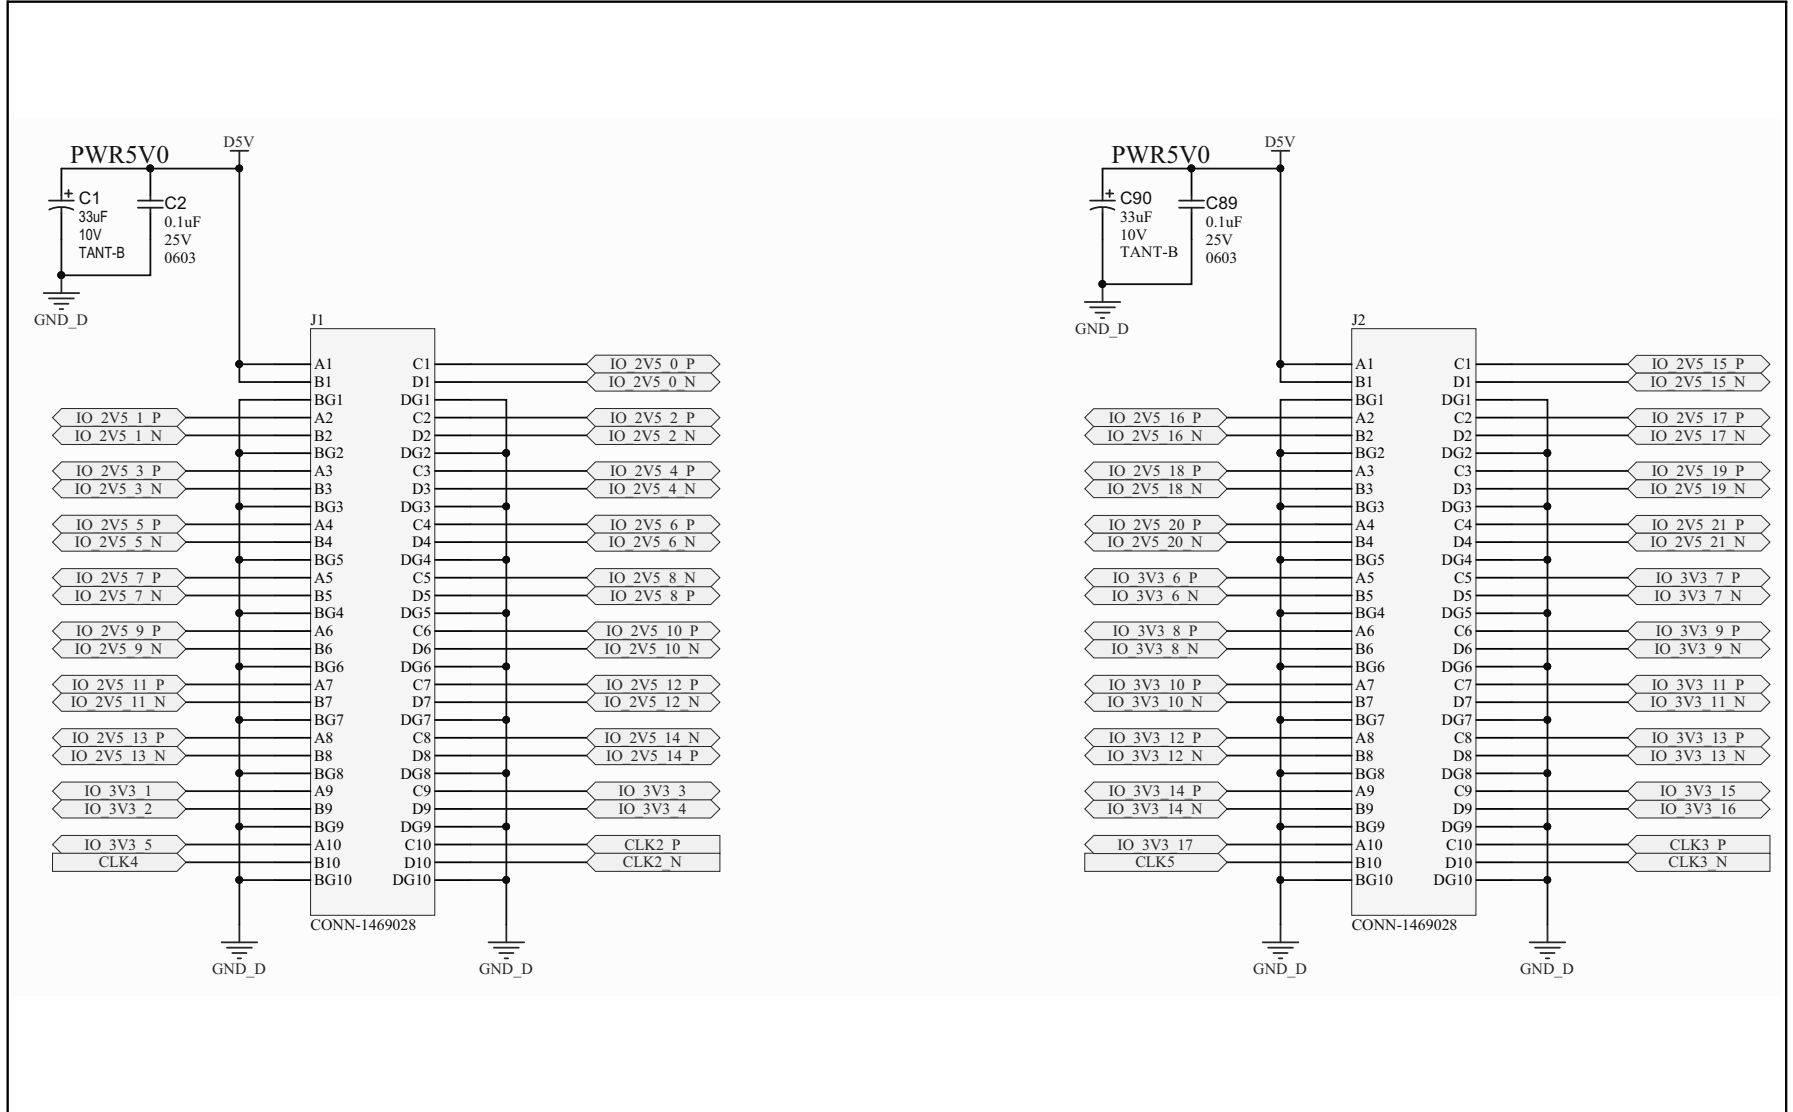 D5V
PWR5V0
C1
33uF
10V
TANT-B
C2
0.1uF
25V
0603
GND_D
J1
A1 C1 IO_2V5_0_P
B1 D1 IO_2V5_0_N
BG1 DG1
IO_2V5_1_P A2 C2 IO_2V5_2_P
IO_2V5_1_N B2 D2 IO_2V5_2_N
BG2 DG2
IO_2V5_3_P A3 C3 IO_2V5_4_P
IO_2V5_3_N B3 D3 IO_2V5_4_N
BG3 DG3
IO_2V5_5_P A4 C4 IO_2V5_6_P
IO_2V5_5_N B4 D4 IO_2V5_6_N
BG5 DG4
IO_2V5_7_P A5 C5 IO_2V5_8_N
IO_2V5_7_N B5 D5 IO_2V5_8_P
BG4 DG5
IO_2V5_9_P A6 C6 IO_2V5_10_P
IO_2V5_9_N B6 D6 IO_2V5_10_N
BG6 DG6
IO_2V5_11_P A7 C7 IO_2V5_12_P
IO_2V5_11_N B7 D7 IO_2V5_12_N
BG7 DG7
IO_2V5_13_P A8 C8 IO_2V5_14_N
IO_2V5_13_N B8 D8 IO_2V5_14_P
BG8 DG8
IO_3V3_1 A9 C9 IO_3V3_3
IO_3V3_2 B9 D9 IO_3V3_4
BG9 DG9
IO_3V3_5 A10 C10 CLK2_P
CLK4 B10 D10 CLK2_N
BG10 DG10
CONN-1469028
GND_D GND_D
D5V
PWR5V0
+ C90
33uF
10V
TANT-B
C89
0.1uF
25V
0603
GND_D
J2
A1 C1 IO_2V5_15_P
B1 D1 IO_2V5_15_N
BG1 DG1
IO_2V5_16_P A2 C2 IO_2V5_17_P
IO_2V5_16_N B2 D2 IO_2V5_17_N
BG2 DG2
IO_2V5_18_P A3 C3 IO_2V5_19_P
IO_2V5_18_N B3 D3 IO_2V5_19_N
BG3 DG3
IO_2V5_20_P A4 C4 IO_2V5_21_P
IO_2V5_20_N B4 D4 IO_2V5_21_N
BG5 DG4
IO_3V3_6_P A5 C5 IO_3V3_7_P
IO_3V3_6_N B5 D5 IO_3V3_7_N
BG4 DG5
IO_3V3_8_P A6 C6 IO_3V3_9_P
IO_3V3_8_N B6 D6 IO_3V3_9_N
BG6 DG6
IO_3V3_10_P A7 C7 IO_3V3_11_P
IO_3V3_10_N B7 D7 IO_3V3_11_N
BG7 DG7
IO_3V3_12_P A8 C8 IO_3V3_13_P
IO_3V3_12_N B8 D8 IO_3V3_13_N
BG8 DG8
IO_3V3_14_P A9 C9 IO_3V3_15
IO_3V3_14_N B9 D9 IO_3V3_16
BG9 DG9
IO_3V3_17 A10 C10 CLK3_P
CLK5 B10 D10 CLK3_N
BG10 DG10
CONN-1469028
GND_D GND_D